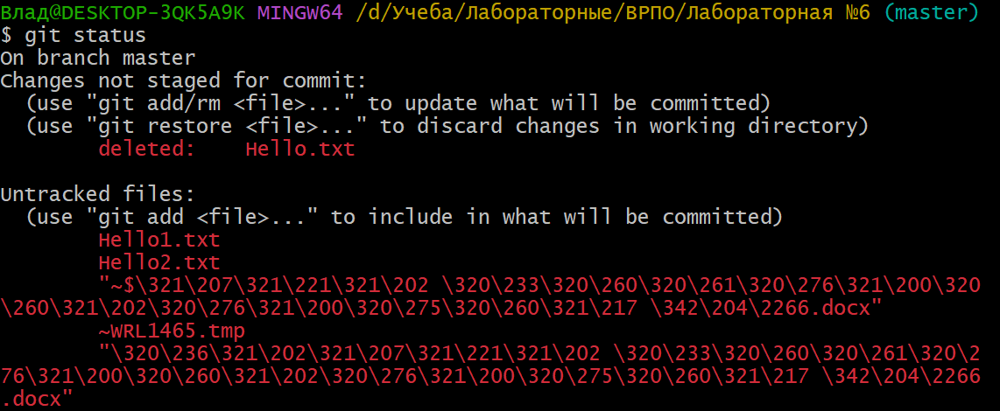 Влад@DESKTOP-3QK5A9K MINGW64 /d/Учеба/Лабораторные/ВРПО/Лабораторная №6 (master)
$ git status
On branch master
Changes not staged for commit:
  (use "git add/rm <file>..." to update what will be committed)
  (use "git restore <file>..." to discard changes in working directory)
        deleted:    Hello.txt

Untracked files:
  (use "git add <file>..." to include in what will be committed)
        Hello1.txt
        Hello2.txt
        "~$\321\207\321\221\321\202 \320\233\320\260\320\261\320\276\321\200\320
\260\321\202\320\276\321\200\320\275\320\260\321\217 \342\204\2266.docx"
        ~WRL1465.tmp
        "\320\236\321\202\321\207\321\221\321\202 \320\233\320\260\320\261\320\2
76\321\200\320\260\321\202\320\276\321\200\320\275\320\260\321\217 \342\204\2266
.docx"